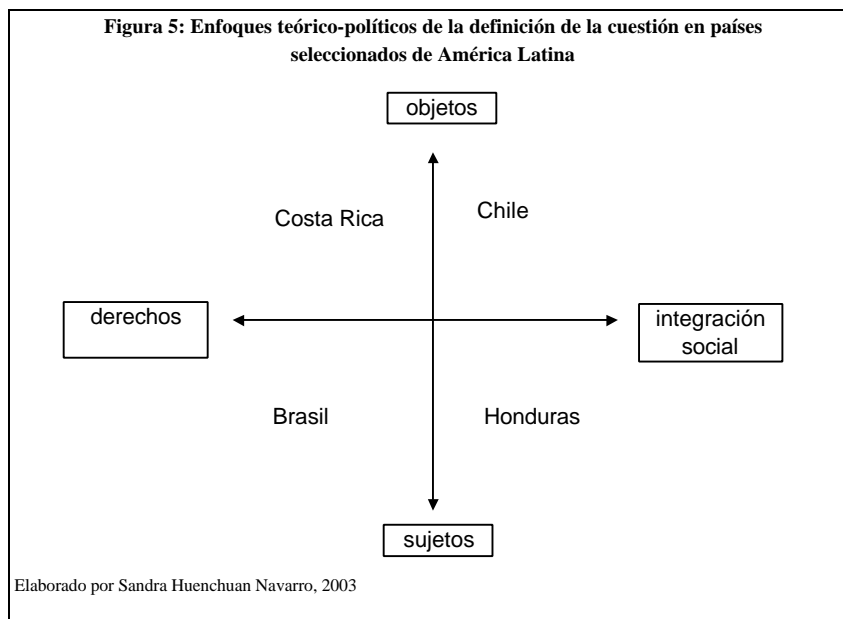 Figura 5: Enfoques teórico-políticos de la definición de la cuestión en países
seleccionados de América Latina
objetos
Costa Rica
Chile
derechos
integración
social
Brasil
Honduras
sujetos
Elaborado por Sandra Huenchuan Navarro, 2003